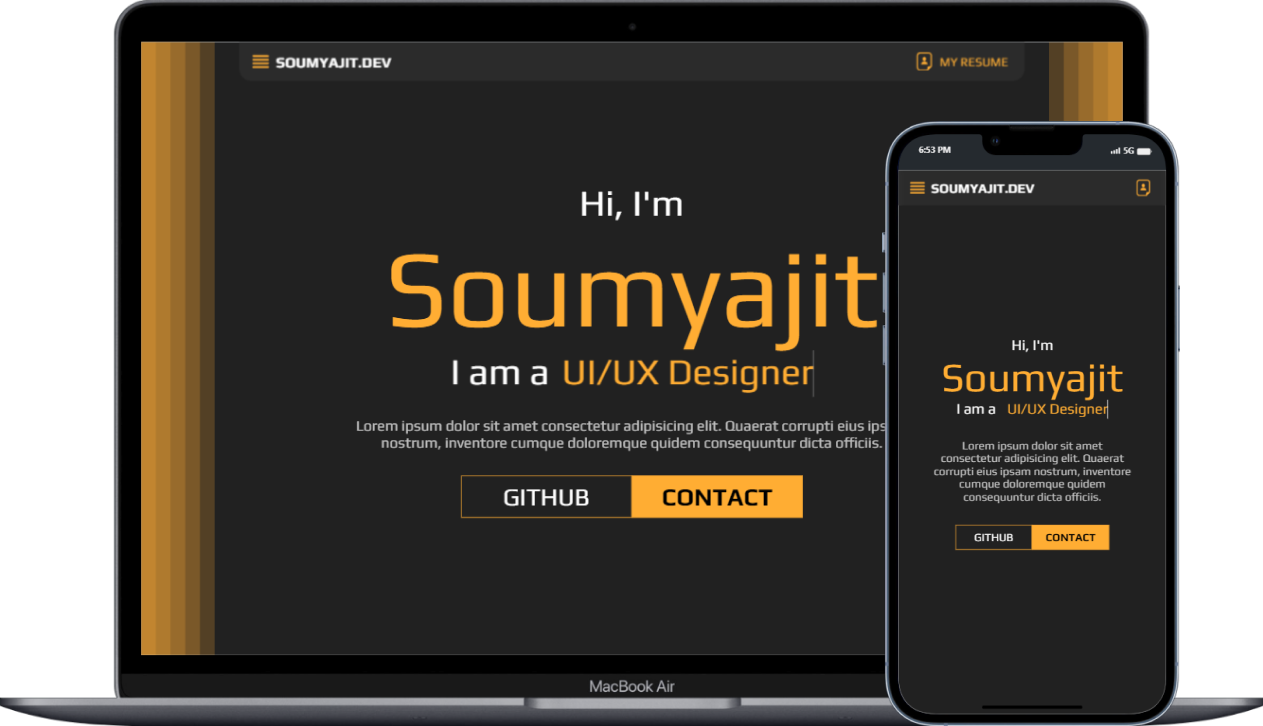 SOUMYAJIT.DEV
MY RESUME
Hi, I'm
Soumyajit
I am a UI/UX Designer
Lorem ipsum dolor sit amet consectetur adipisicing elit. Quaerat corrupti eius ips
nostrum, inventore cumque doloremque quidem consequuntur dicta officiis.
GITHUB
CONTACT
MacBook Air
6:53 PM
5G
SOUMYAJIT.DEV
Hi, I'm
Soumyajit
I am a UI/UX Designer
Lorem ipsum dolor sit amet
consectetur adipisicing elit. Quaerat
corrupti eius ipsam nostrum, inventore
cumque doloremque quidem
consequuntur dicta officiis.
GITHUB
CONTACT